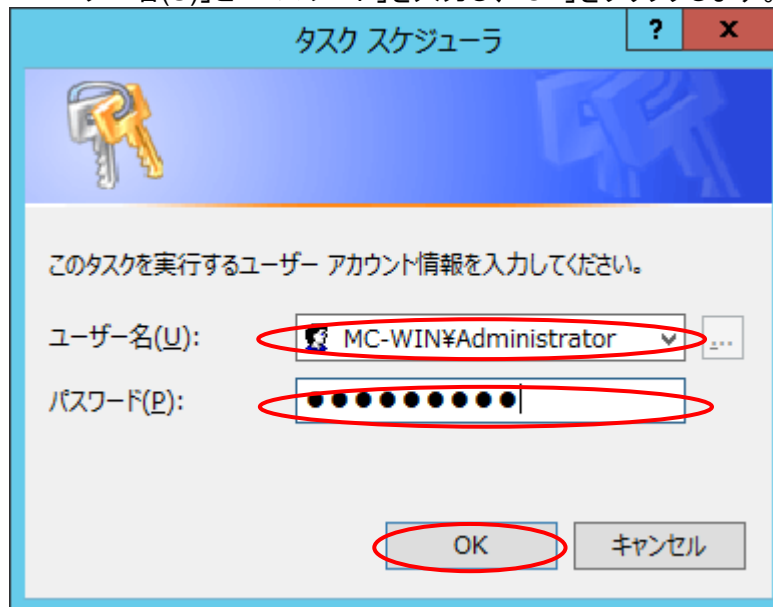 タスク スケジューラ
? x
このタスクを実行するユーザー アカウント情報を入力してください。
ユーザー名(U): MC-WIN¥Administrator ...
パスワード(P): ●●●●●●●●●
OK キャンセル